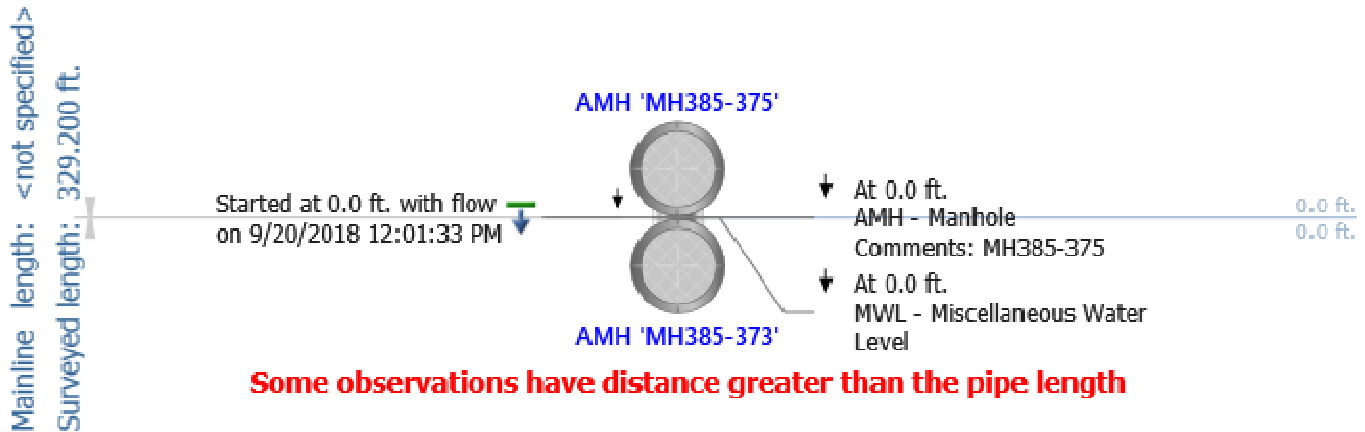 Mainline length: <not specified>
Surveyed length: 329.200 ft.
AMH 'MH385-375'
Started at 0.0 ft. with flow
on 9/20/2018 12:01:33 PM
At 0.0 ft.
AMH - Manhole
Comments: MH385-375
0.0 ft.
0.0 ft.
At 0.0 ft.
MWL - Miscellaneous Water
Level
AMH 'MH385-373'
Some observations have distance greater than the pipe length